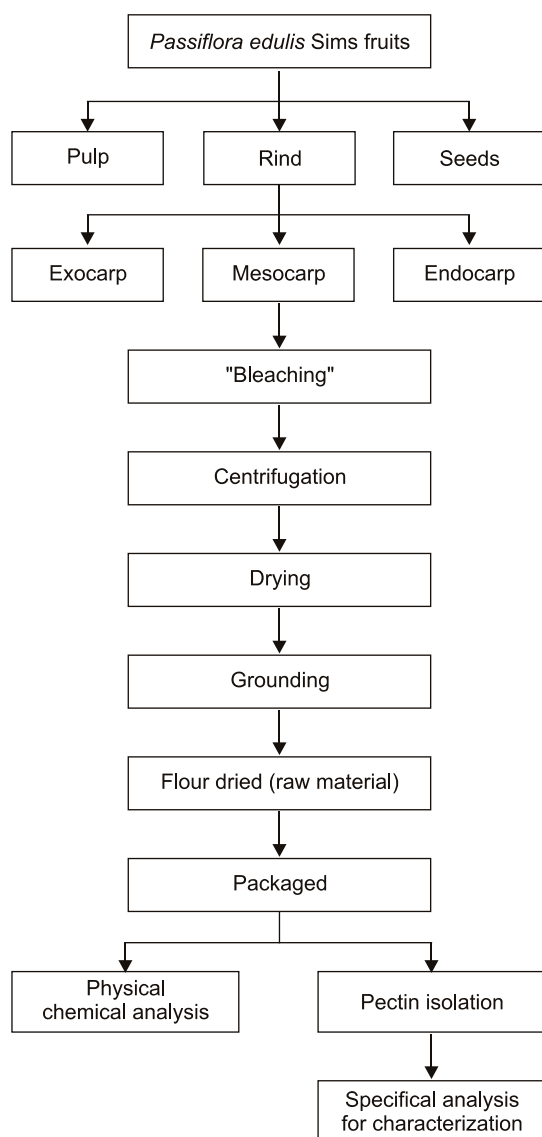 Passiflora edulis Sims fruits
Pulp
Rind
Seeds
Exocarp
Mesocarp
Endocarp
"Bleaching"
Centrifugation
Drying
Grounding
Flour dried (raw material)
Packaged
Physical
chemical analysis
Pectin isolation
Specifical analysis
for characterization